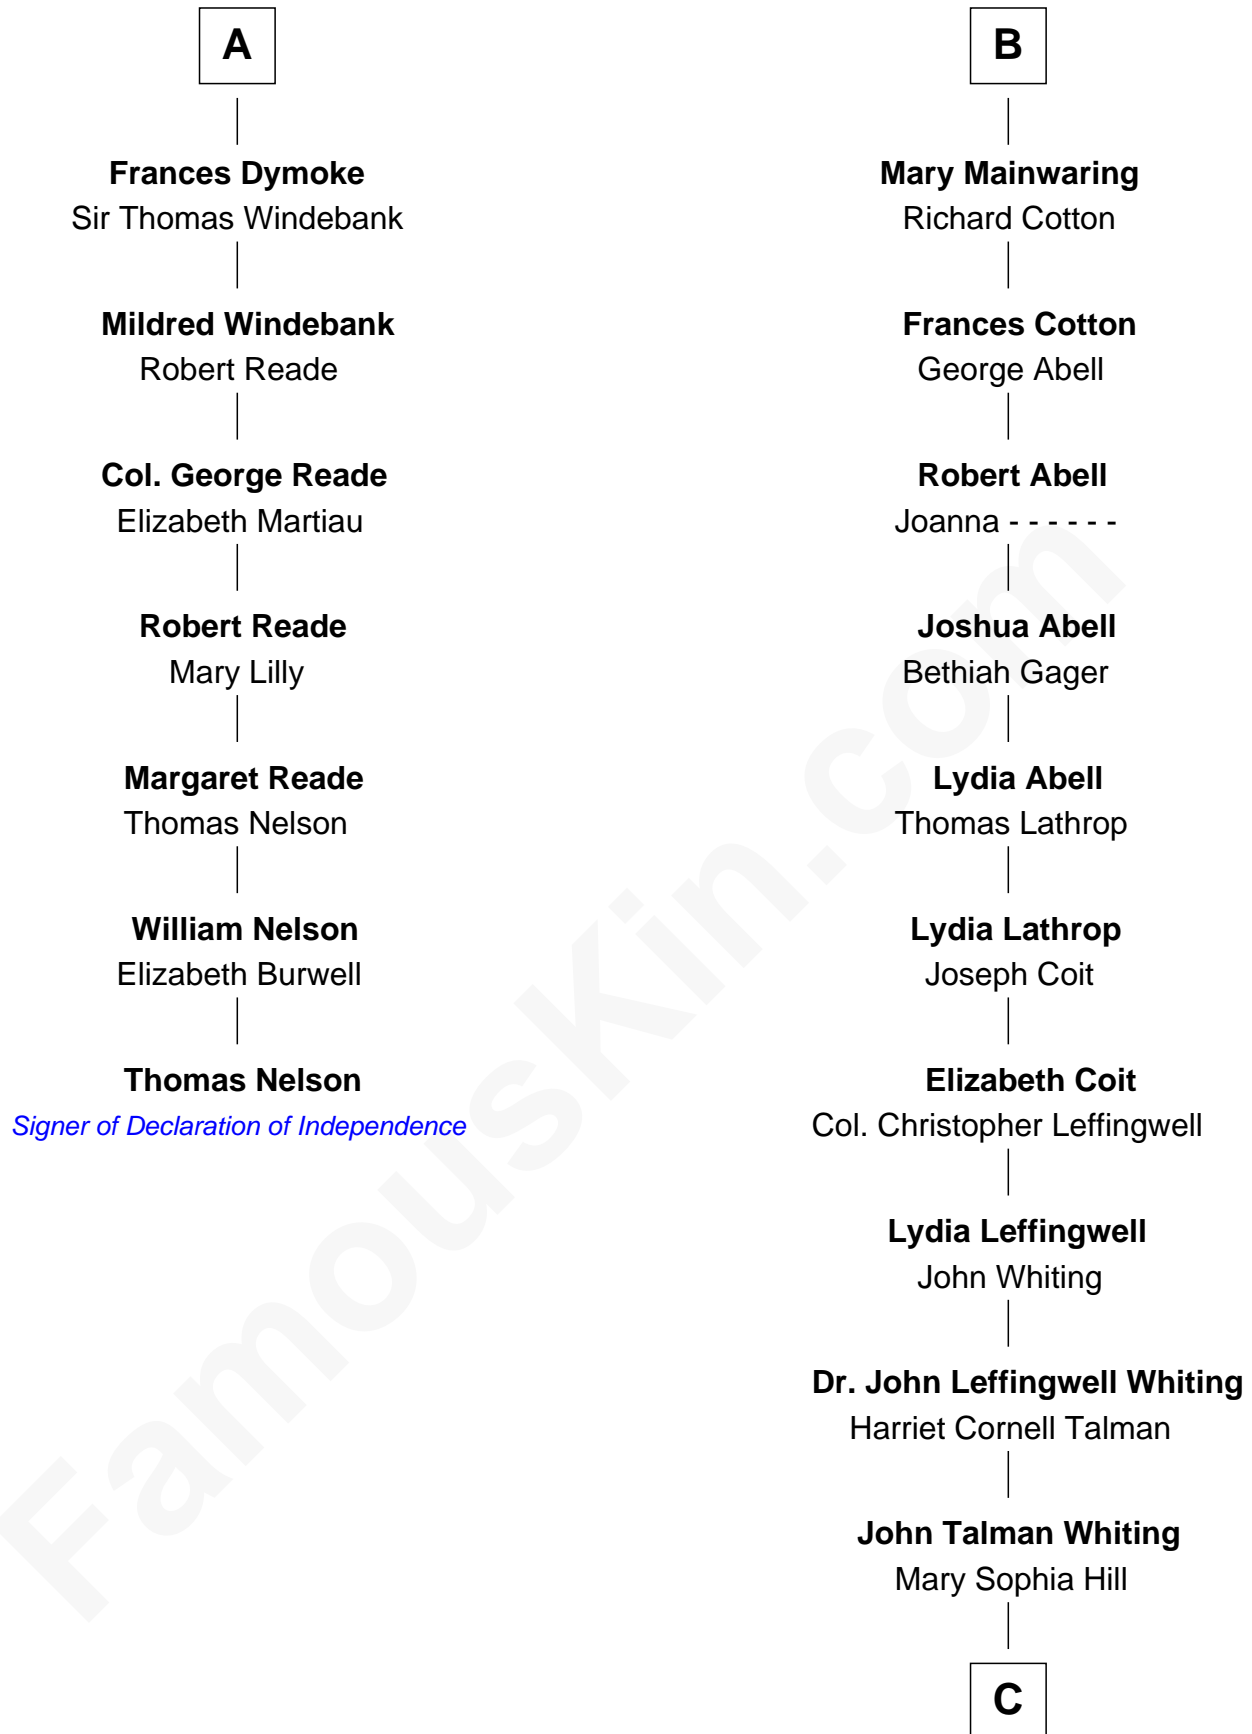 A
Frances Dymoke
Sir Thomas Windebank
Mildred Windebank
Robert Reade
Col. George Reade
Elizabeth Martiau
Robert Reade
Mary Lilly
Margaret Reade
Thomas Nelson
William Nelson
Elizabeth Burwell
Thomas Nelson
Signer of Declaration of Independence
B
Mary Mainwaring
Richard Cotton
Frances Cotton
George Abell
Robert Abell
Joanna - - - - - -
Joshua Abell
Bethiah Gager
Lydia Abell
Thomas Lathrop
Lydia Lathrop
Joseph Coit
Elizabeth Coit
Col. Christopher Leffingwell
Lydia Leffingwell
John Whiting
Dr. John Leffingwell Whiting
Harriet Cornell Talman
John Talman Whiting
Mary Sophia Hill
C
FamousKin.com